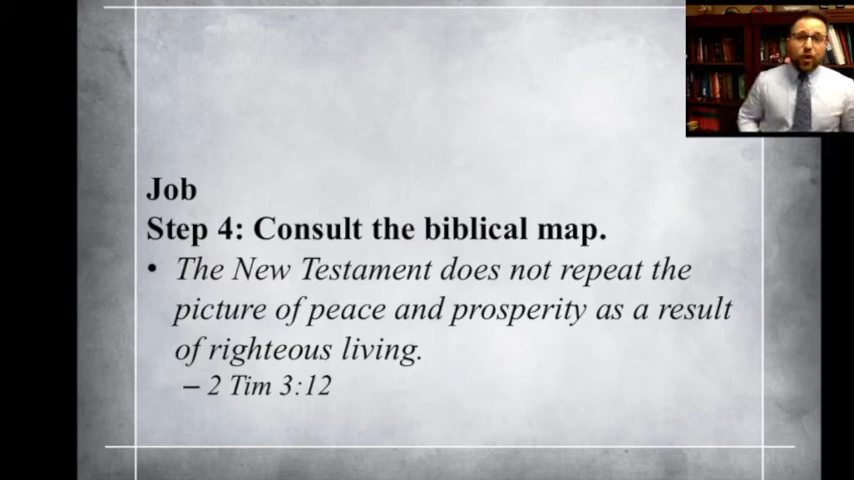 Job
Step 4: Consult the biblical map.
• The New Testament does not repeat the
picture of peace and prosperity as a result
of righteous living.
– 2 Tim 3:12